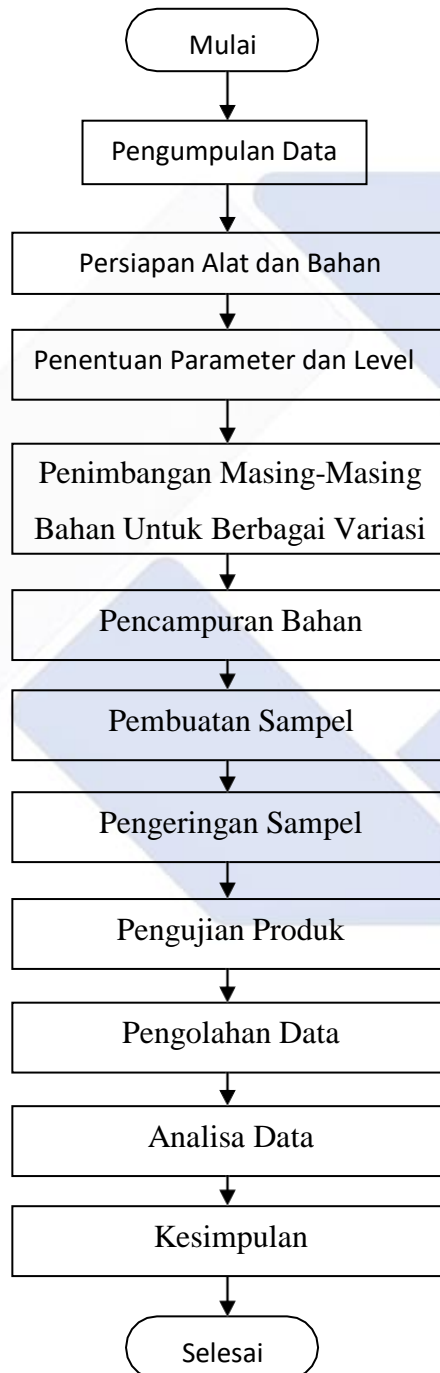 Mulai
Pengumpulan Data
Persiapan Alat dan Bahan
Penentuan Parameter dan Level
Penimbangan Masing-Masing
Bahan Untuk Berbagai Variasi
Pencampuran Bahan
Pembuatan Sampel
Pengeringan Sampel
Pengujian Produk
Pengolahan Data
Analisa Data
Kesimpulan
Selesai